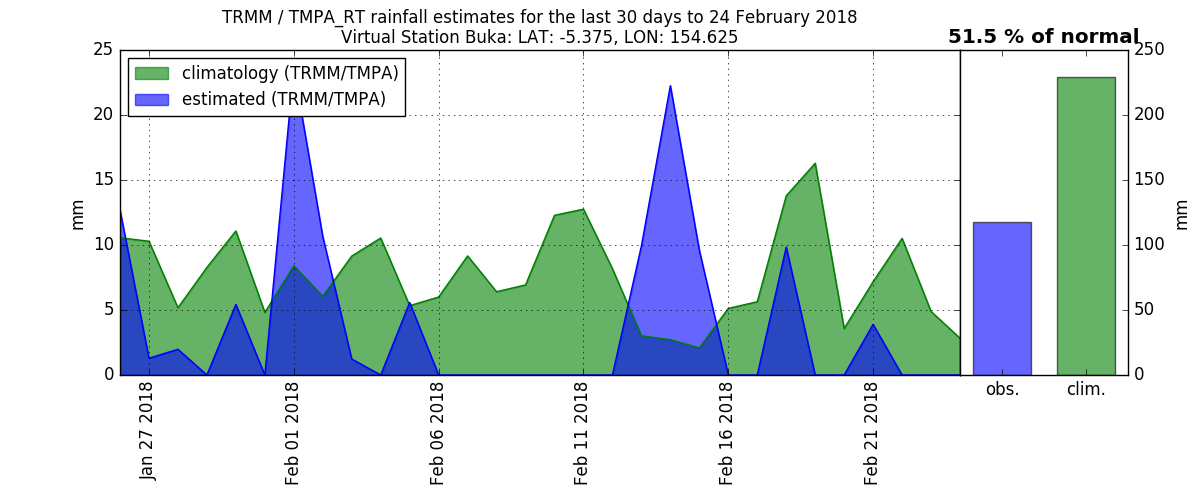 TRMM / TMPA_RT rainfall estimates for the last 30 days to 24 February 2018
Virtual Station Buka: LAT: -5.375, LON: 154.625
51.5 % of normal
climatology (TRMM/TMPA)
estimated (TRMM/TMPA)
25
20
15
10
5
0
mm
Jan 27 2018
Feb 01 2018
Feb 06 2018
Feb 11 2018
Feb 16 2018
Feb 21 2018
250
200
150
100
50
0
mm
obs.
clim.